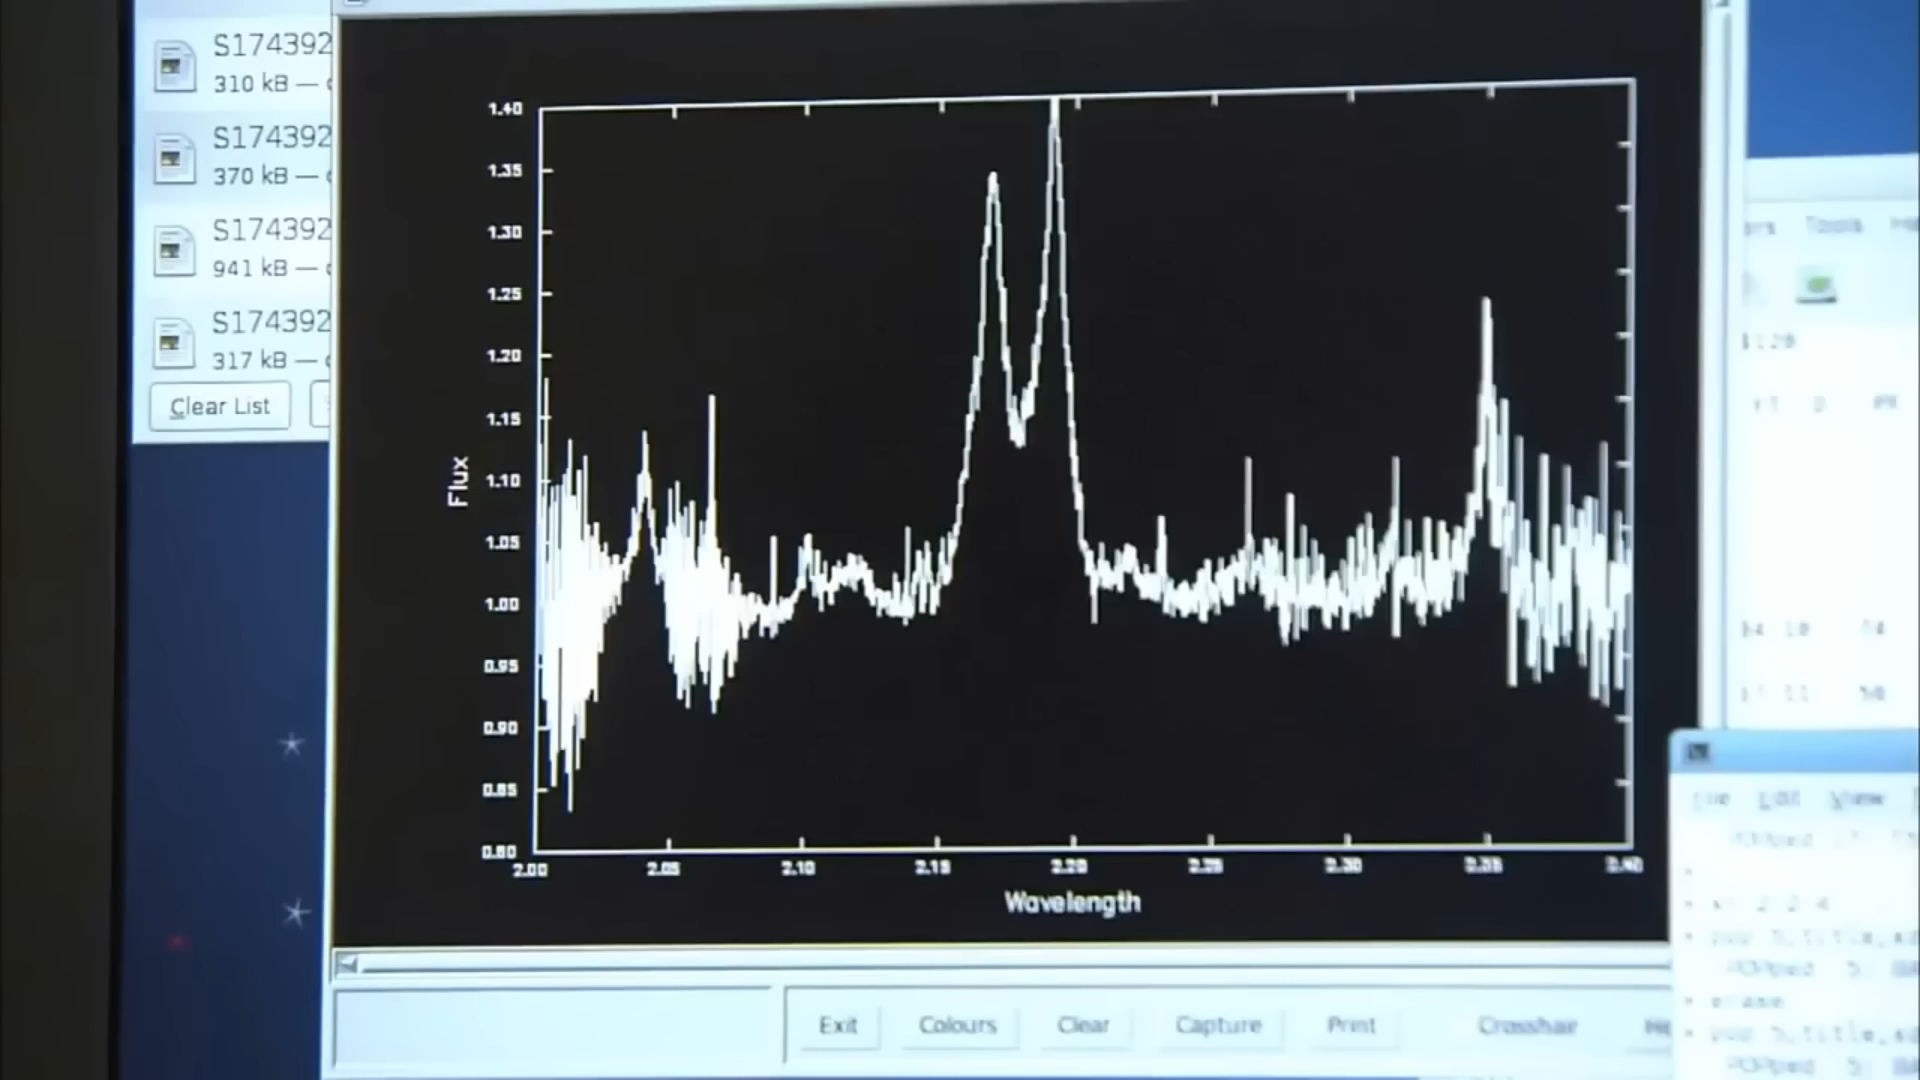 S174392
310 kB —
S174392
370 kB —
S174392
941 kB —
S174392
317 kB —
Clear List
1.40
1.35
1.30
1.25
1.20
1.15
1.10
1.05
1.00
0.95
0.90
0.85
0.80
Flux
2.00
2.05
2.10
2.15
2.20
2.25
2.30
2.35
2.40
Wavelength
Exit
Colours
Clear
Capture
Print
Crosshair
Tools
File
Edit
View